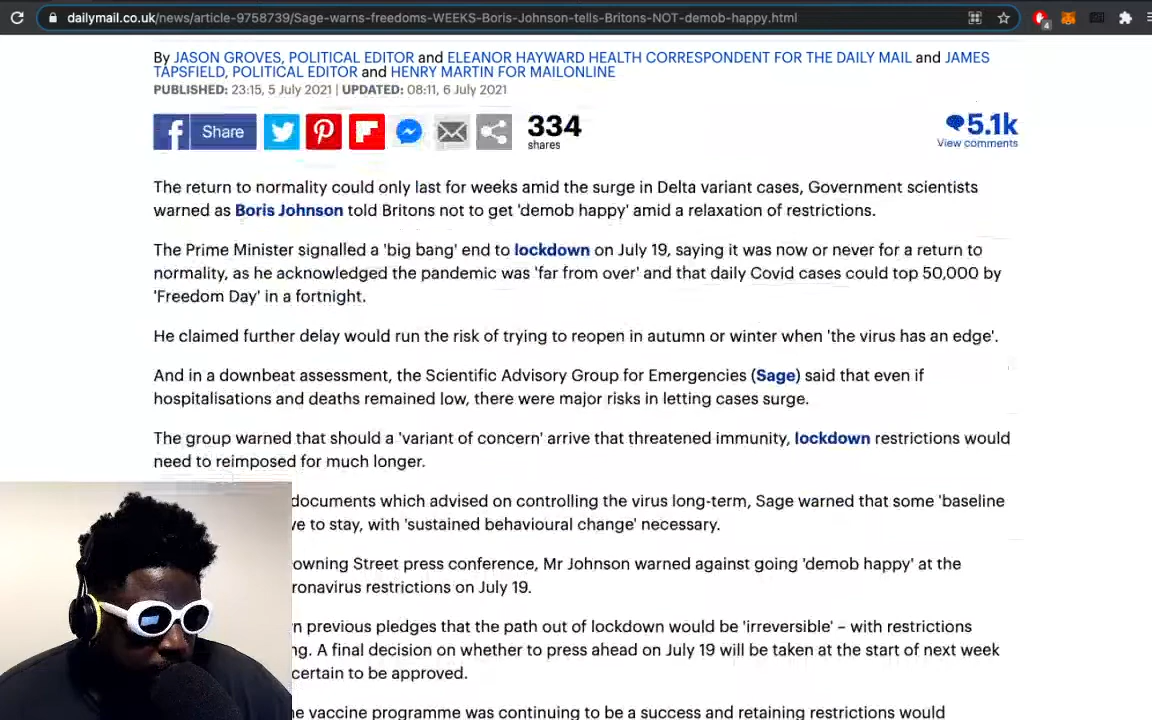 dailymail.co.uk/news/article-9758739/Sage-warns-freedoms-WEEKS-Boris-Johnson-tells-Britons-NOT-demob-happy.html
4
By JASON GROVES, POLITICAL EDITOR and ELEANOR HAYWARD HEALTH CORRESPONDENT FOR THE DAILY MAIL and JAMES
TAPSFIELD, POLITICAL EDITOR and HENRY MARTIN FOR MAILONLINE
PUBLISHED: 23:15, 5 July 2021 | UPDATED: 08:11, 6 July 2021
Share
334
shares
5.1k
View comments
The return to normality could only last for weeks amid the surge in Delta variant cases, Government scientists
warned as Boris Johnson told Britons not to get 'demob happy' amid a relaxation of restrictions.
The Prime Minister signalled a 'big bang' end to lockdown on July 19, saying it was now or never for a return to
normality, as he acknowledged the pandemic was 'far from over' and that daily Covid cases could top 50,000 by
'Freedom Day' in a fortnight.
He claimed further delay would run the risk of trying to reopen in autumn or winter when 'the virus has an edge'.
And in a downbeat assessment, the Scientific Advisory Group for Emergencies (Sage) said that even if
hospitalisations and deaths remained low, there were major risks in letting cases surge.
The group warned that should a 'variant of concern' arrive that threatened immunity, lockdown restrictions would
need to reimposed for much longer.
documents which advised on controlling the virus long-term, Sage warned that some 'baseline
ve to stay, with 'sustained behavioural change' necessary.
owning Street press conference, Mr Johnson warned against going 'demob happy' at the
ronavirus restrictions on July 19.
n previous pledges that the path out of lockdown would be 'irreversible' – with restrictions
ng. A final decision on whether to press ahead on July 19 will be taken at the start of next week
certain to be approved.
e vaccine programme was continuing to be a success and retaining restrictions would